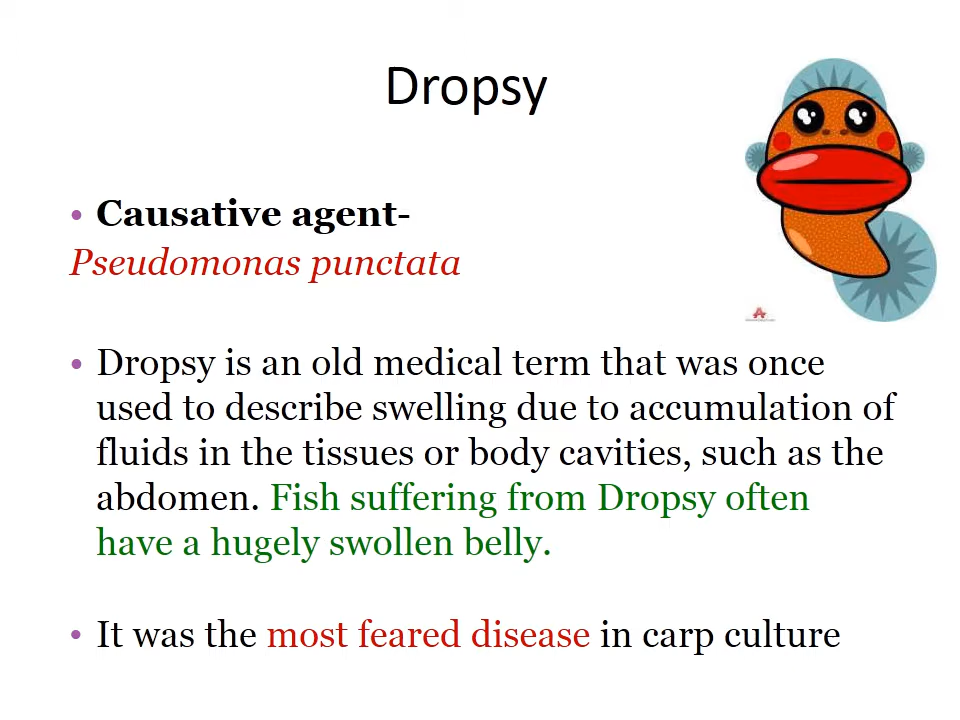 Dropsy
• Causative agent-
Pseudomonas punctata
• Dropsy is an old medical term that was once
used to describe swelling due to accumulation of
fluids in the tissues or body cavities, such as the
abdomen. Fish suffering from Dropsy often
have a hugely swollen belly.
• It was the most feared disease in carp culture